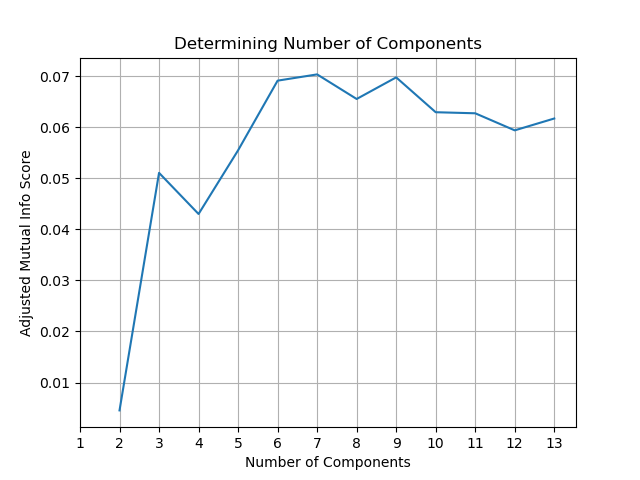 Determining Number of Components
Adjusted Mutual Info Score
0.07
0.06
0.05
0.04
0.03
0.02
0.01
1 2 3 4 5 6 7 8 9 10 11 12 13
Number of Components